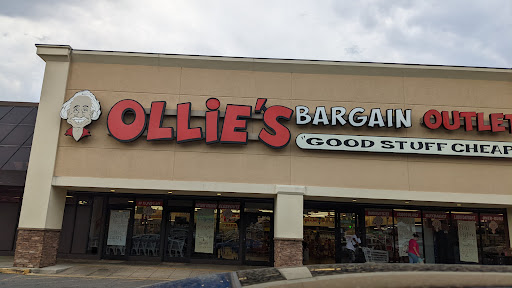 OLLiE'S BARGAIN OUTLET
"GOOD STUFF CHEAP